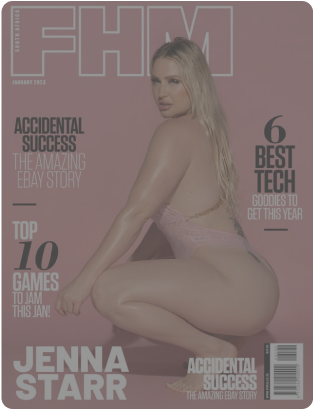 SOUTH AFRICA
FHM
JANUARY 2023
ACCIDENTAL
SUCCESS
THE AMAZING
EBAY STORY
6
BEST
TECH
GOODIES TO
GET THIS YEAR
TOP
10
GAMES
TO JAM
THIS JAN!
JENNA
STARR
ACCIDENTAL
SUCCESS
THE AMAZING EBAY STORY